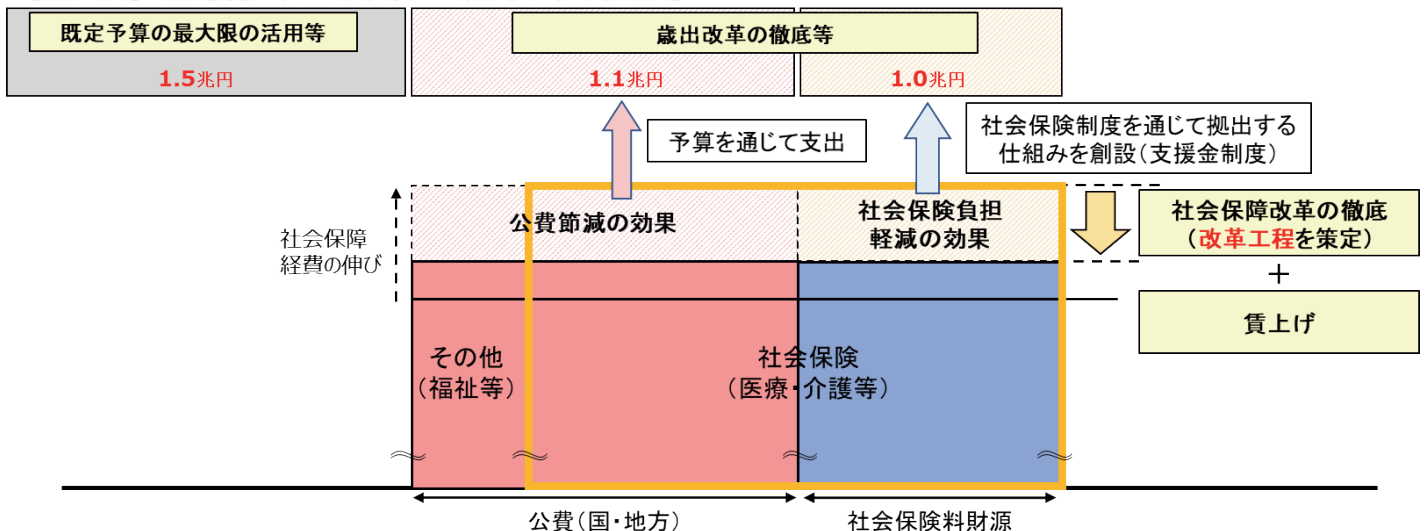 既定予算の最大限の活用等
歳出改革の徹底等
1.5兆円
1.1兆円
1.0兆円
予算を通じて支出
社会保険制度を通じて拠出する
仕組みを創設（支援金制度）
公費節減の効果
社会保険負担
軽減の効果
社会保障
経費の伸び
社会保障改革の徹底
（改革工程を策定）
＋
賃上げ
その他
（福祉等）
社会保険
（医療・介護等）
公費（国・地方）
社会保険料財源